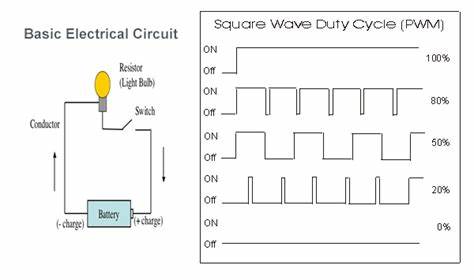 Basic Electrical Circuit
Resistor
(Light Bulb)
Switch
Conductor
Battery
(- charge)
(+ charge)
Square Wave Duty Cycle (PWM)
ON
Off
100%
ON
Off
80%
ON
Off
50%
ON
Off
20%
ON
Off
0%